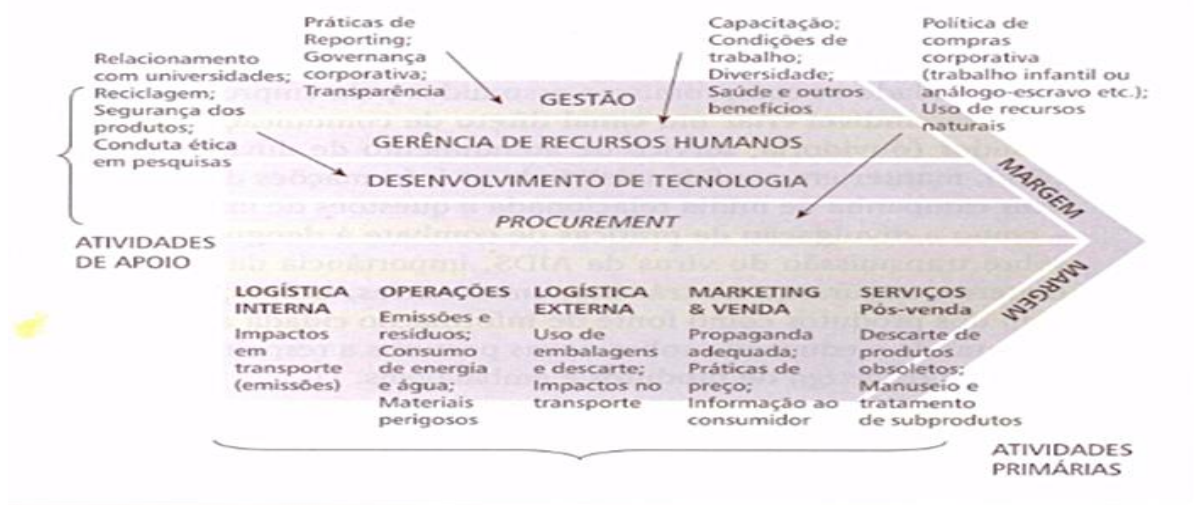 Práticas de
Reporting;
Governança
corporativa;
Transparência
Capacitação;
Condições de
trabalho;
Diversidade;
Saúde e outros
benefícios
Política de
compras
corporativa
(trabalho infantil ou
análogo-escravo etc.);
Uso de recursos
naturais
Relacionamento
com universidades;
Reciclagem;
Segurança dos
produtos;
Conduta ética
em pesquisas
GESTÃO
GERÊNCIA DE RECURSOS HUMANOS
DESENVOLVIMENTO DE TECNOLOGIA
PROCUREMENT
MARGEM
MARGEM
ATIVIDADES
DE APOIO
LOGÍSTICA
INTERNA
Impactos
em
transporte
(emissões)
OPERAÇÕES
Emissões e
resíduos;
Consumo
de energia
e água;
Materiais
perigosos
LOGÍSTICA
EXTERNA
Uso de
embalagens
e descarte;
Impactos no
transporte
MARKETING
& VENDA
Propaganda
adequada;
Práticas de
preço;
Informação ao
consumidor
SERVIÇOS
Pós-venda
Descarte de
produtos
obsoletos;
Manuseio e
tratamento
de subprodutos
ATIVIDADES
PRIMÁRIAS